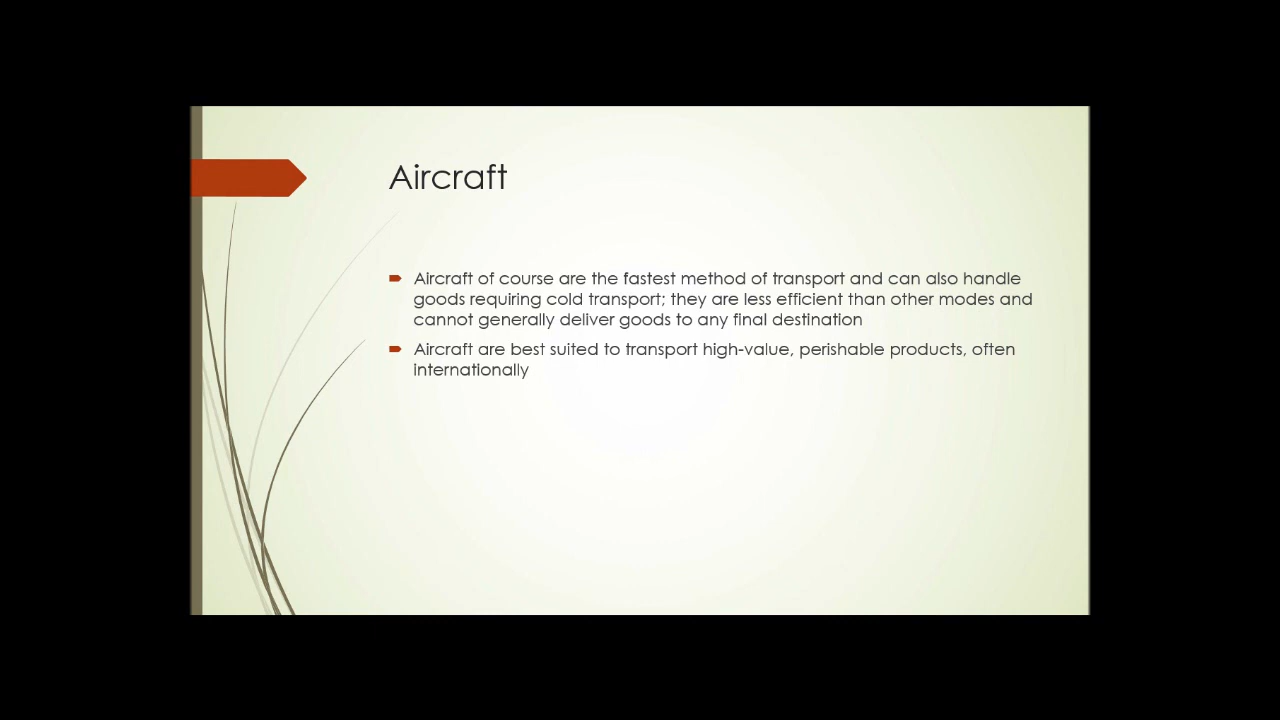 Aircraft
Aircraft of course are the fastest method of transport and can also handle
goods requiring cold transport; they are less efficient than other modes and
cannot generally deliver goods to any final destination
Aircraft are best suited to transport high-value, perishable products, often
internationally